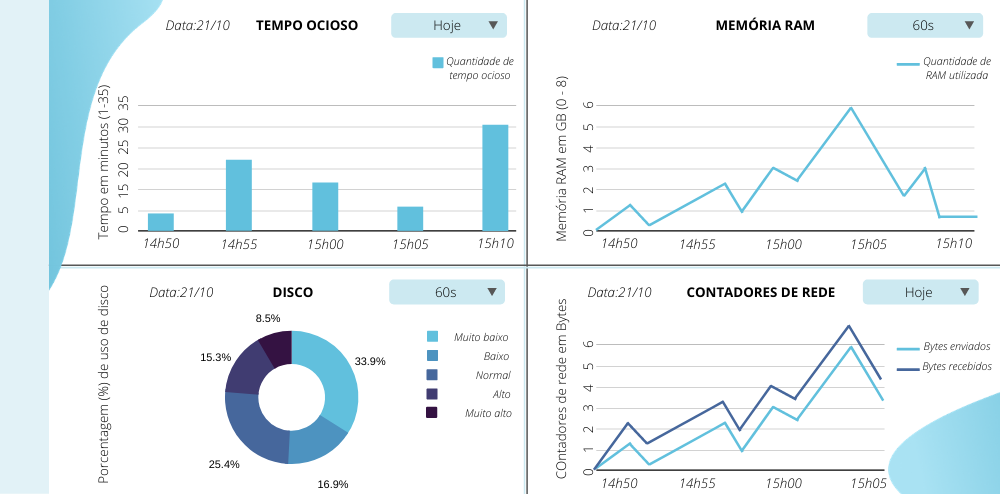 Data:21/10 TEMPO OCIOSO Hoje
Quantidade de
tempo ocioso
Tempo em minutos (1-35)
35
30
25
20
15
5
0
14h50 14h55 15h00 15h05 15h10
Data:21/10 MEMÓRIA RAM 60s
Quantidade de
RAM utilizada
Memória RAM em GB (0 - 8)
6
5
4
3
2
1
0
14h50 14h55 15h00 15h05 15h10
Data:21/10 DISCO 60s
Porcentagem (%) de uso de disco
8.5%
15.3%
33.9%
25.4%
16.9%
Muito baixo
Baixo
Normal
Alto
Muito alto
Data:21/10 CONTADORES DE REDE Hoje
Bytes enviados
Bytes recebidos
COntadores de rede em Bytes
6
5
4
3
2
1
0
14h50 14h55 15h00 15h05